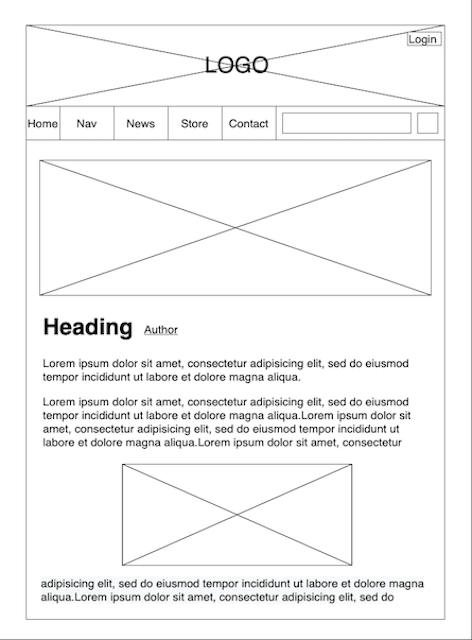 Login
LOGO
Home Nav News Store Contact
Heading Author
Lorem ipsum dolor sit amet, consectetur adipisicing elit, sed do eiusmod
tempor incididunt ut labore et dolore magna aliqua.
Lorem ipsum dolor sit amet, consectetur adipisicing elit, sed do eiusmod
tempor incididunt ut labore et dolore magna aliqua.Lorem ipsum dolor sit
amet, consectetur adipisicing elit, sed do eiusmod tempor incididunt ut
labore et dolore magna aliqua.Lorem ipsum dolor sit amet, consectetur
adipisicing elit, sed do eiusmod tempor incididunt ut labore et dolore magna
aliqua.Lorem ipsum dolor sit amet, consectetur adipisicing elit, sed do